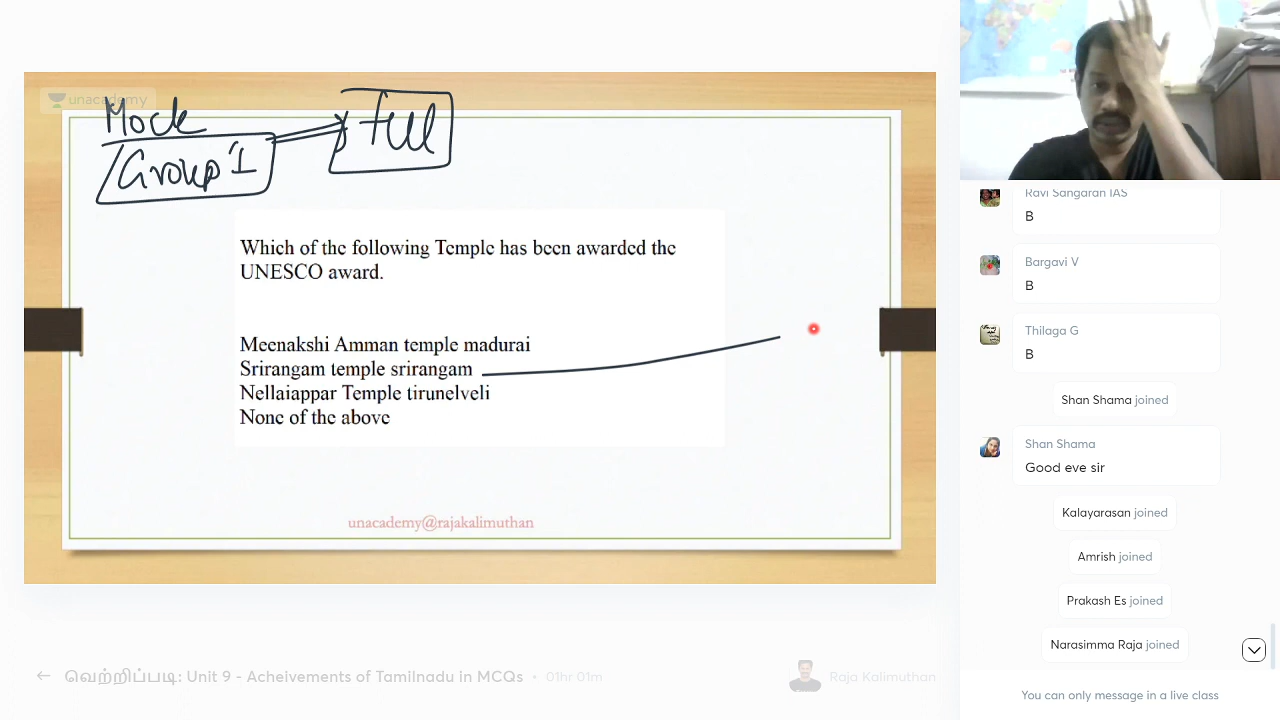 unacademy
Mock
Group 1
Full
Which of the following Temple has been awarded the
UNESCO award.
Meenakshi Amman temple madurai
Srirangam temple srirangam
Nellaiappar Temple tirunelveli
None of the above
unacademy@rajakalimuthan
Ravi Sangaran IAS
B
Bargavi V
B
Thilaga G
B
Shan Shama joined
Shan Shama
Good eve sir
Kalayarasan joined
Amrish joined
Prakash Es joined
Narasimma Raja joined
You can only message in a live class
வெற்றிப்படி: Unit 9 - Acheivements of Tamilnadu in MCQs • 01hr 01m
Raja Kalimuthan